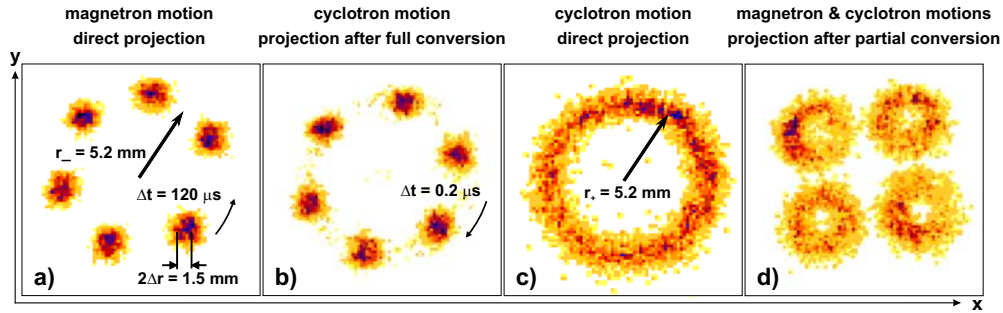 magnetron motion
direct projection
cyclotron motion
projection after full conversion
cyclotron motion
direct projection
magnetron & cyclotron motions
projection after partial conversion
y
r_ = 5.2 mm
Δt = 120 μs
a)
2Δr = 1.5 mm
Δt = 0.2 μs
b)
r₊ = 5.2 mm
c)
d)
x